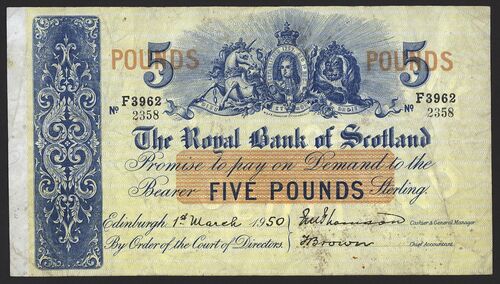 5 POUNDS POUNDS 5
F3962 F3962
No 2358 No 2358
The Royal Bank of Scotland
Promise to pay on Demand to the
Bearer FIVE POUNDS Sterling.
Edinburgh, 1st March 1950
By Order of the Court of Directors
Cashier & General Manager
Brown Chief Accountant